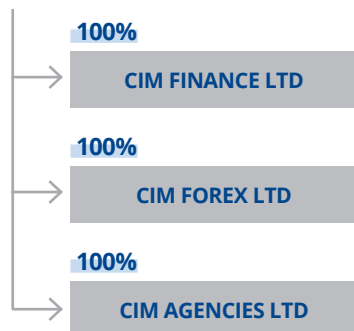 100%
CIM FINANCE LTD
100%
CIM FOREX LTD
100%
CIM AGENCIES LTD